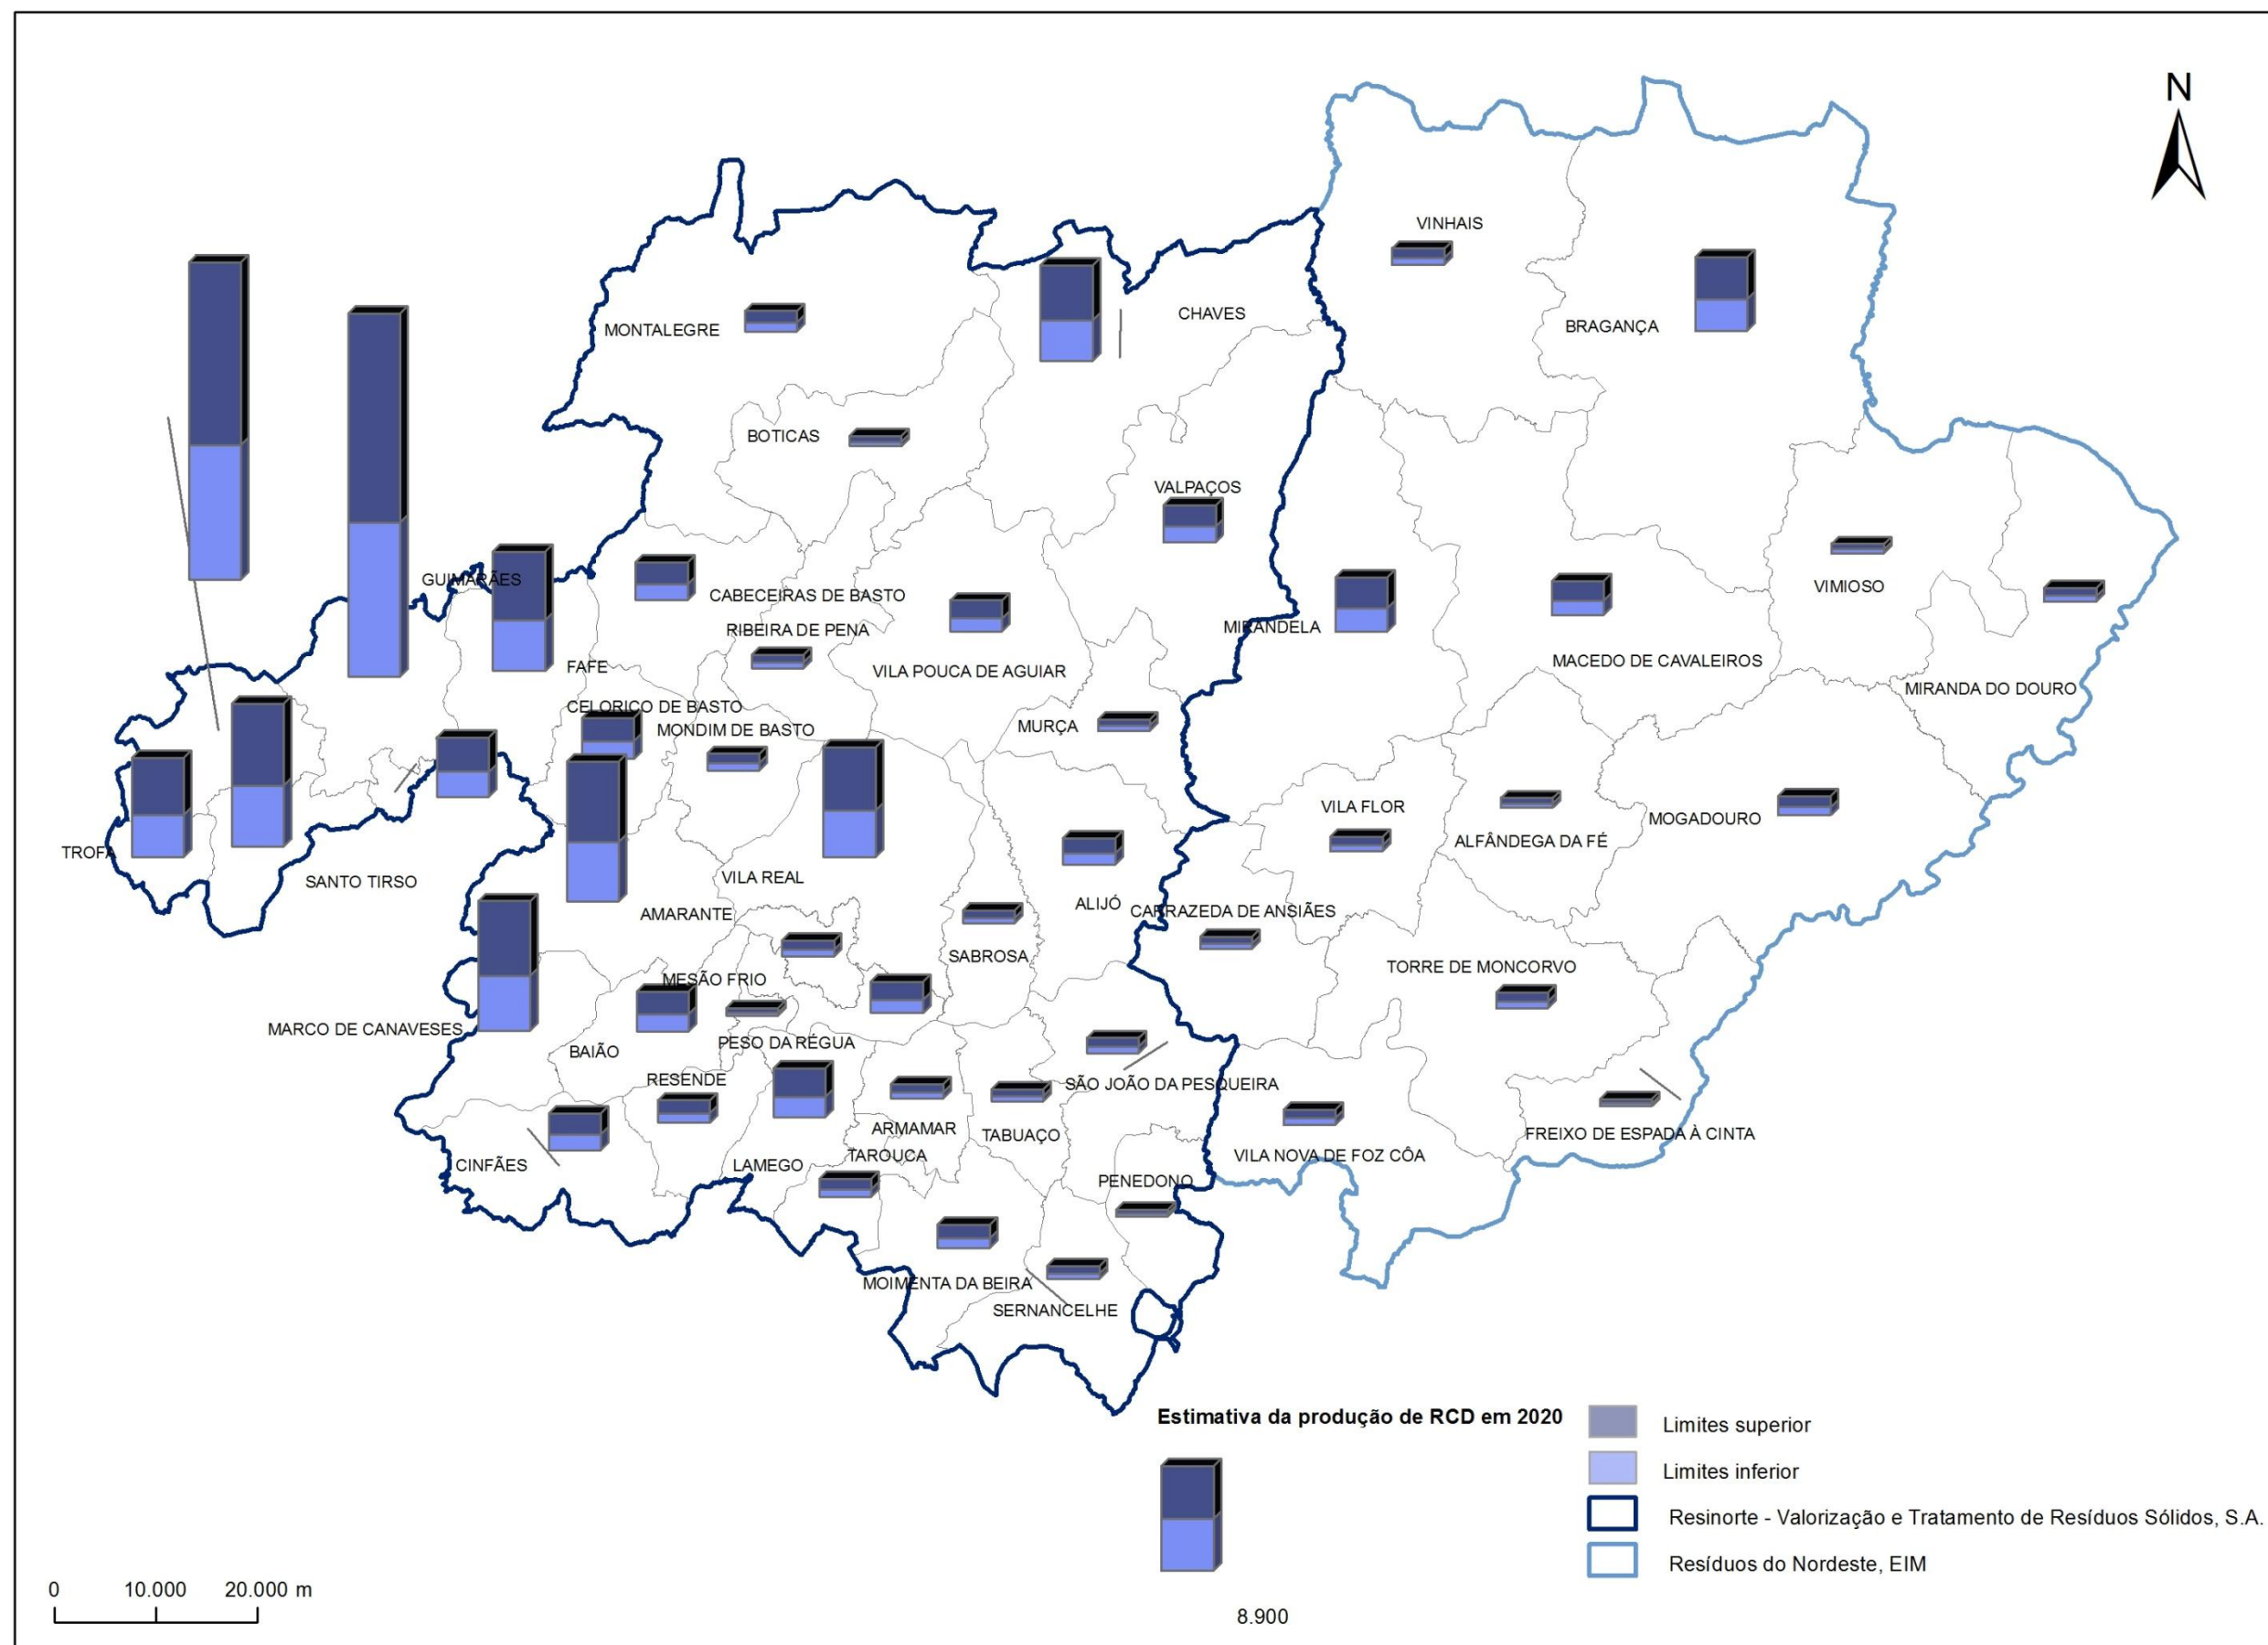 N
VINHAIS
CHAVES
BRAGANÇA
MONTALEGRE
BOTICAS
VALPAÇOS
GUIMARÃES
VIMIOSO
CABECEIRAS DE BASTO
MIRANDELA
RIBEIRA DE PENA
MACEDO DE CAVALEIROS
FAFE
VILA POUCA DE AGUIAR
MIRANDA DO DOURO
CELORICO DE BASTO
MURÇA
MONDIM DE BASTO
VILA FLOR
MOGADOURO
ALFÂNDEGA DA FÉ
TROFA
VILA REAL
SANTO TIRSO
ALIJÓ
CARRAZEDA DE ANSIÃES
AMARANTE
SABROSA
TORRE DE MONCORVO
MESÃO FRIO
MARCO DE CANAVESES
PESO DA RÉGUA
BAIÃO
RESENDE
SÃO JOÃO DA PESQUEIRA
ARMAMAR
TABUAÇO
FREIXO DE ESPADA À CINTA
TAROUCA
VILA NOVA DE FOZ CÔA
CINFÃES
LAMEGO
PENEDONO
MOIMENTA DA BEIRA
SERNANCELHE
Estimativa da produção de RCD em 2020
Limites superior
Limites inferior
Resinorte - Valorização e Tratamento de Resíduos Sólidos, S.A.
Resíduos do Nordeste, EIM
0 10.000 20.000 m
8.900